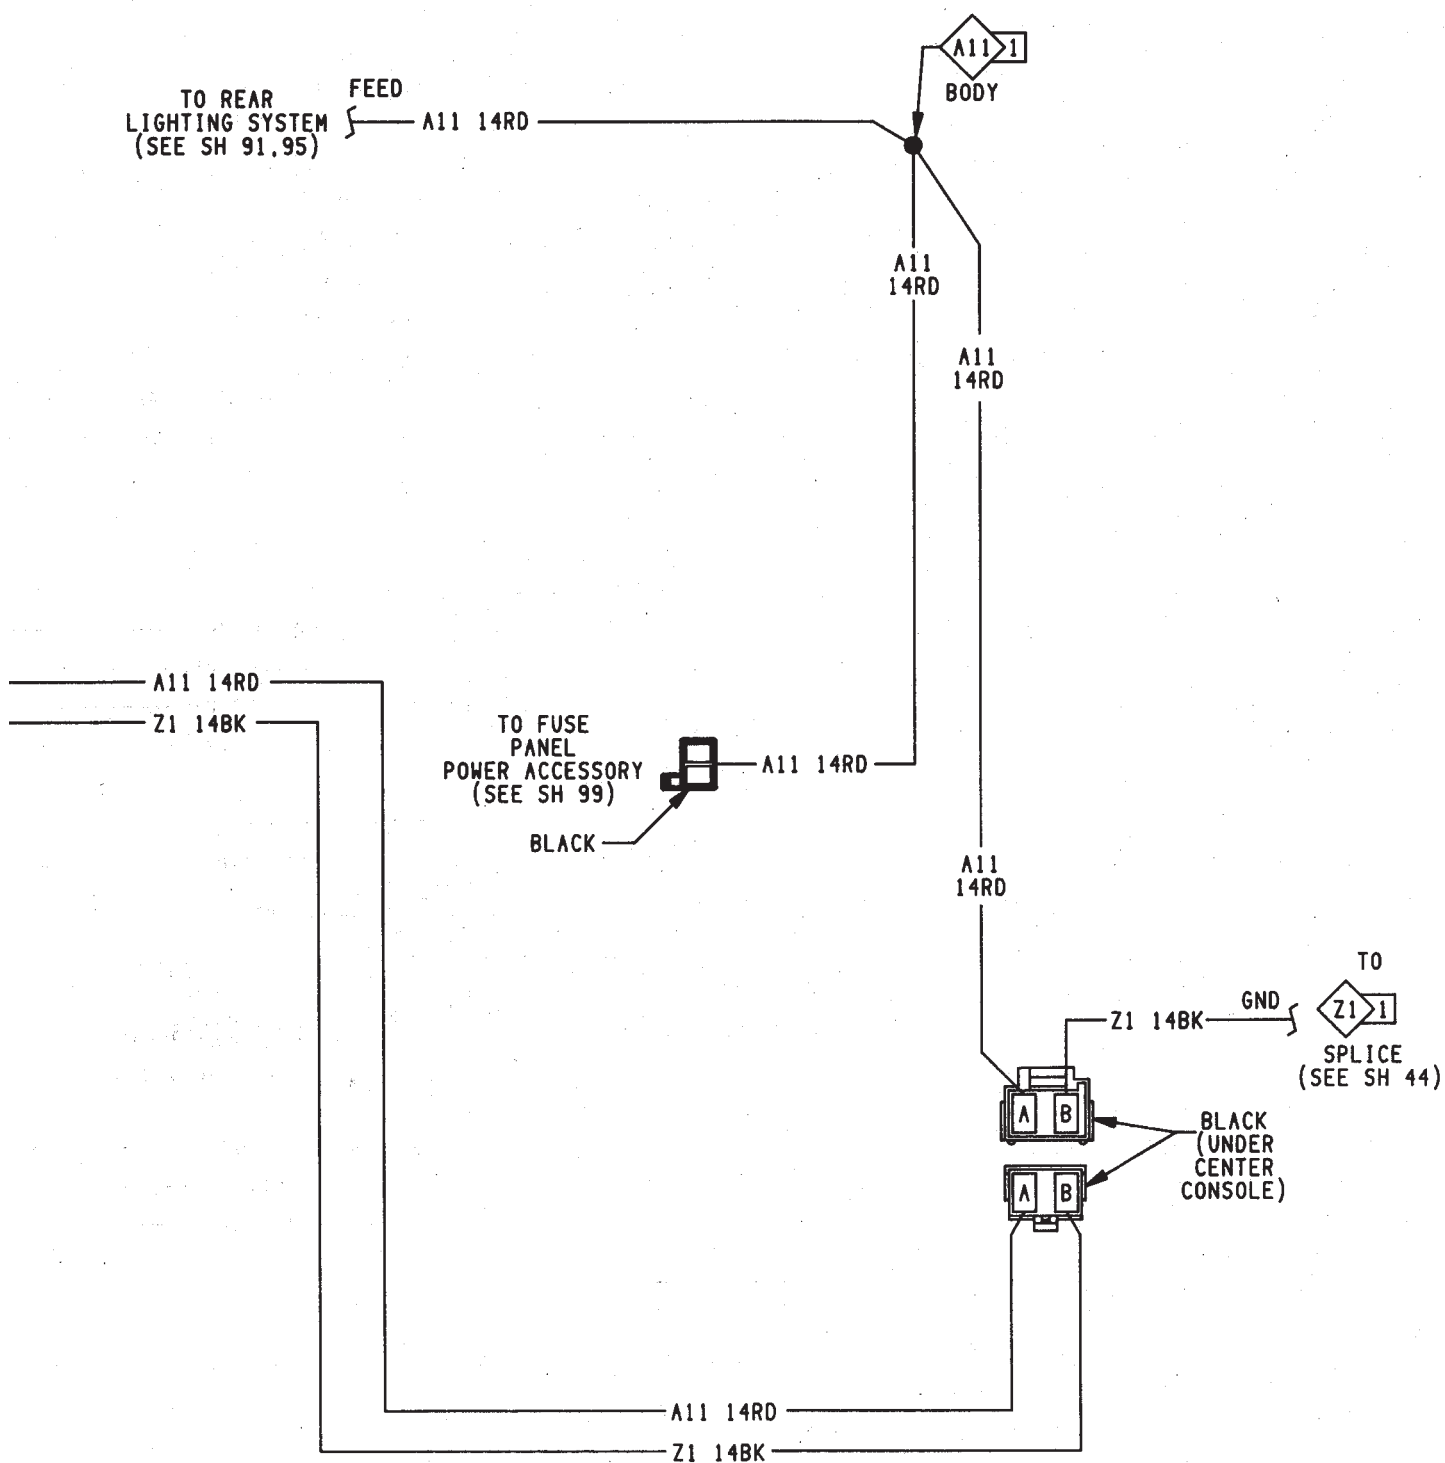 A11 1
BODY
FEED
TO REAR
LIGHTING SYSTEM
(SEE SH 91,95)
A11 14RD
A11
14RD
A11
14RD
A11 14RD
Z1 14BK
TO FUSE
PANEL
POWER ACCESSORY
(SEE SH 99)
A11 14RD
BLACK
A11
14RD
TO
Z1 1
SPLICE
(SEE SH 44)
GND
Z1 14BK
A B
A B
BLACK
(UNDER
CENTER
CONSOLE)
A11 14RD
Z1 14BK